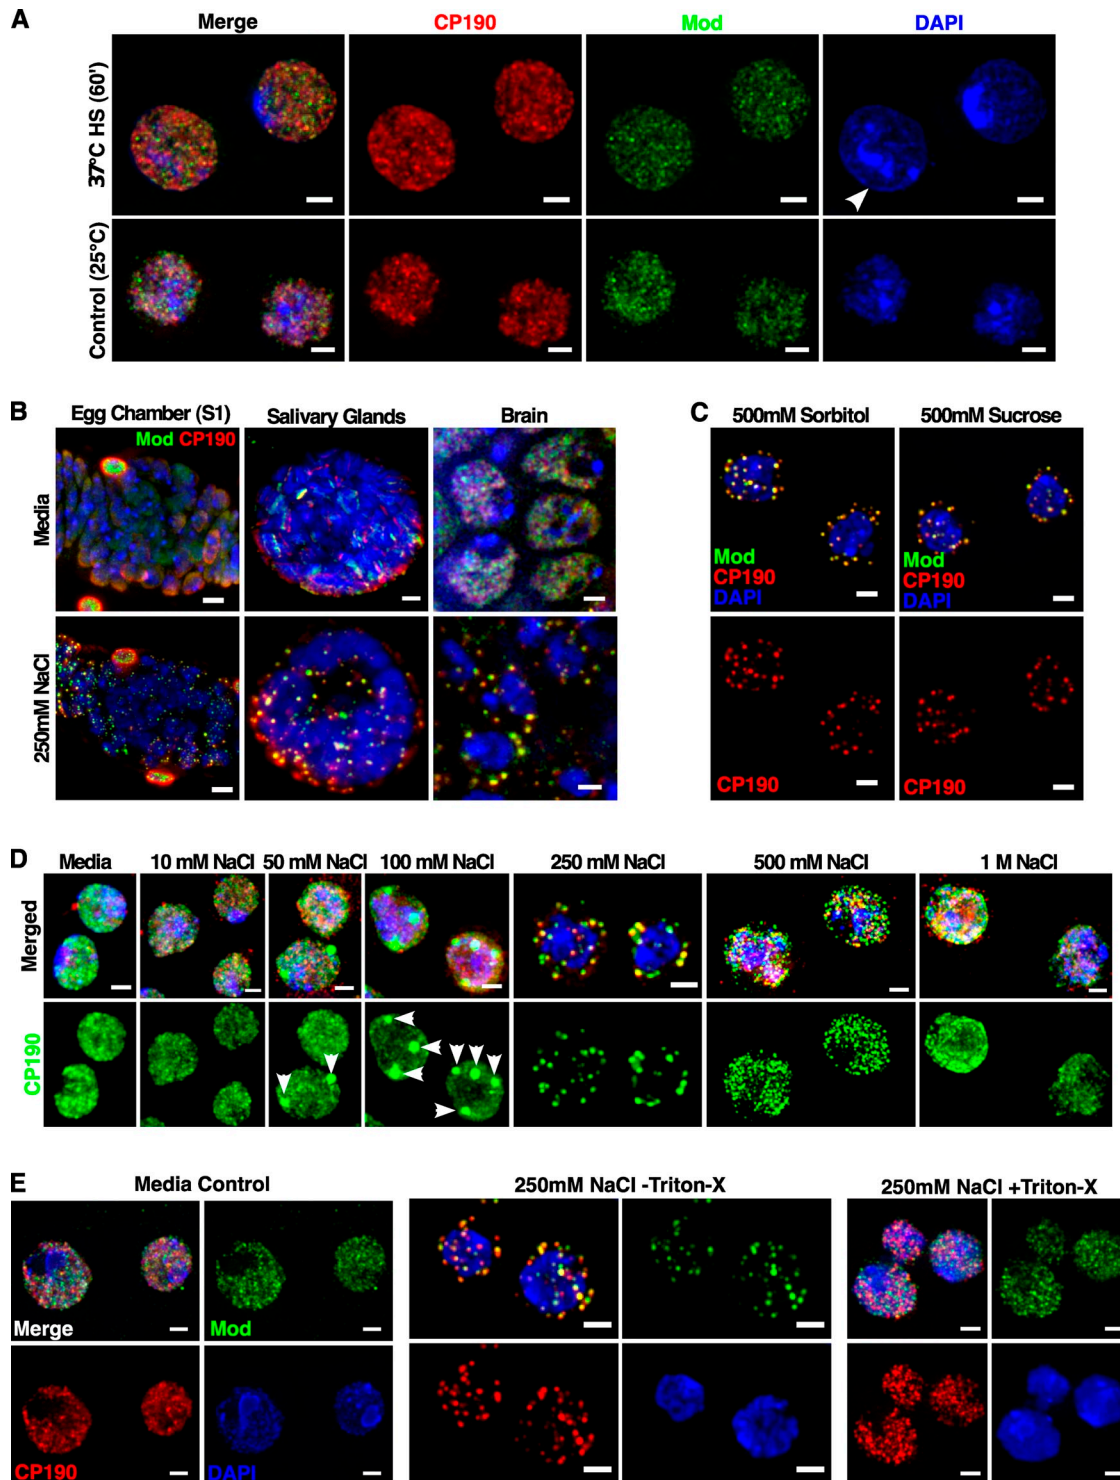 A
Merge CP190 Mod DAPI
37°C HS (60')
Control (25°C)
B
Egg Chamber (S1) Salivary Glands Brain
Mod CP190
Media
250mM NaCl
C
500mM Sorbitol 500mM Sucrose
Mod Mod
CP190 CP190
DAPI DAPI
CP190 CP190
D
Media 10 mM NaCl 50 mM NaCl 100 mM NaCl 250 mM NaCl 500 mM NaCl 1 M NaCl
Merged
CP190
E
Media Control 250mM NaCl -Triton-X 250mM NaCl +Triton-X
Merge Mod
CP190 DAPI